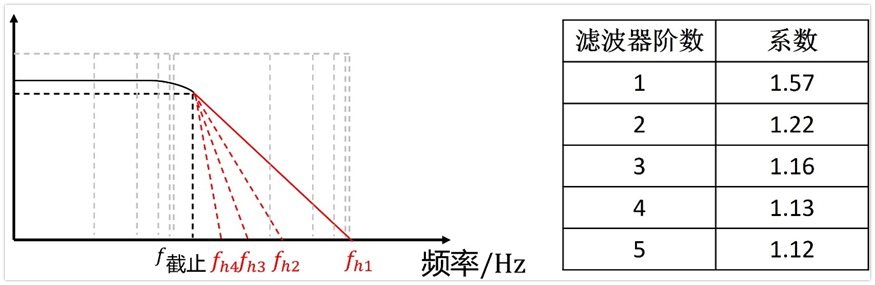 f截止
fh4
fh3
fh2
fh1
频率/Hz
滤波器阶数 系数
1 1.57
2 1.22
3 1.16
4 1.13
5 1.12